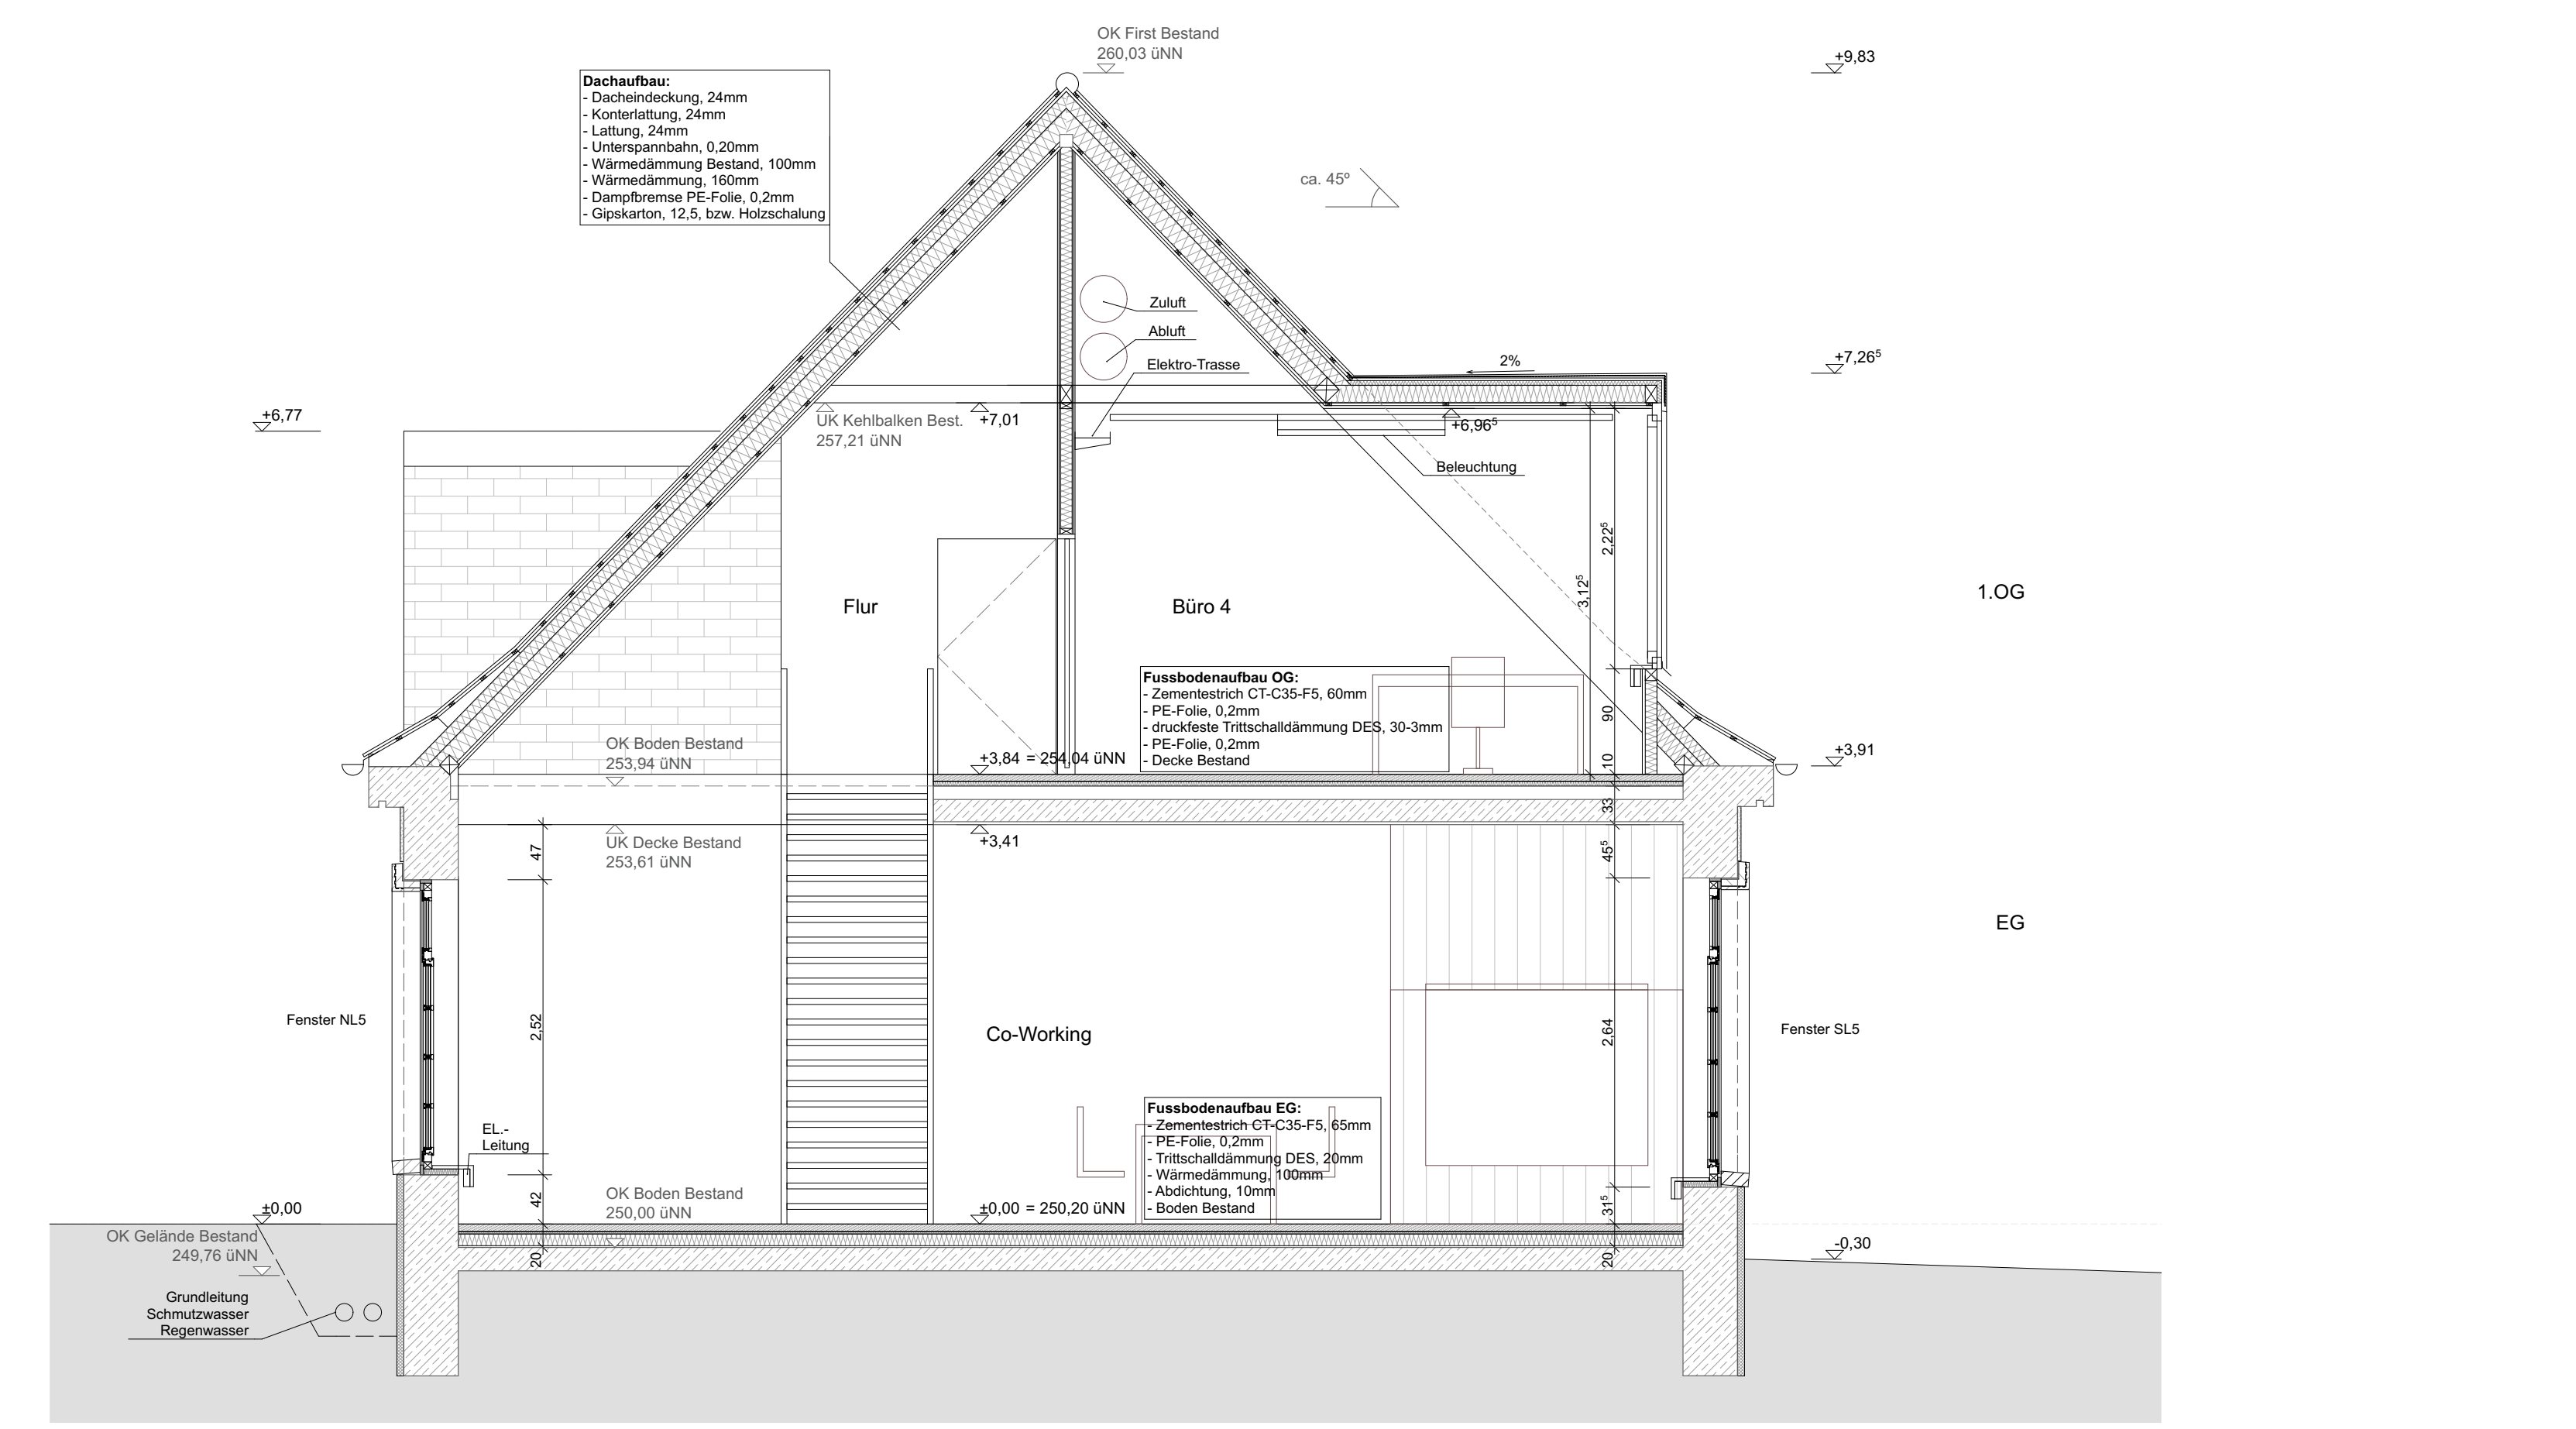 OK First Bestand
260,03 üNN
+9,83
Dachaufbau:
- Dacheindeckung, 24mm
- Konterlattung, 24mm
- Lattung, 24mm
- Unterspannbahn, 0,20mm
- Wärmedämmung Bestand, 100mm
- Wärmedämmung, 160mm
- Dampfbremse PE-Folie, 0,2mm
- Gipskarton, 12,5, bzw. Holzschalung
ca. 45º
Zuluft
Abluft
Elektro-Trasse
2%
+7,26⁵
+6,77
UK Kehlbalken Best.
257,21 üNN
+7,01
+6,96⁵
Beleuchtung
2,22⁵
3,12⁵
1.OG
Flur
Büro 4
Fussbodenaufbau OG:
- Zementestrich CT-C35-F5, 60mm
- PE-Folie, 0,2mm
- druckfeste Trittschalldämmung DES, 30-3mm
- PE-Folie, 0,2mm
- Decke Bestand
90
10
OK Boden Bestand
253,94 üNN
+3,84 = 254,04 üNN
+3,91
33
UK Decke Bestand
253,61 üNN
+3,41
47
45⁵
EG
Fenster NL5
2,52
Co-Working
2,64
Fenster SL5
Fussbodenaufbau EG:
- Zementestrich CT-C35-F5, 65mm
- PE-Folie, 0,2mm
- Trittschalldämmung DES, 20mm
- Wärmedämmung, 100mm
- Abdichtung, 10mm
- Boden Bestand
EL.-
Leitung
42
31⁵
OK Boden Bestand
250,00 üNN
±0,00
±0,00 = 250,20 üNN
OK Gelände Bestand
249,76 üNN
-0,30
20
20
Grundleitung
Schmutzwasser
Regenwasser